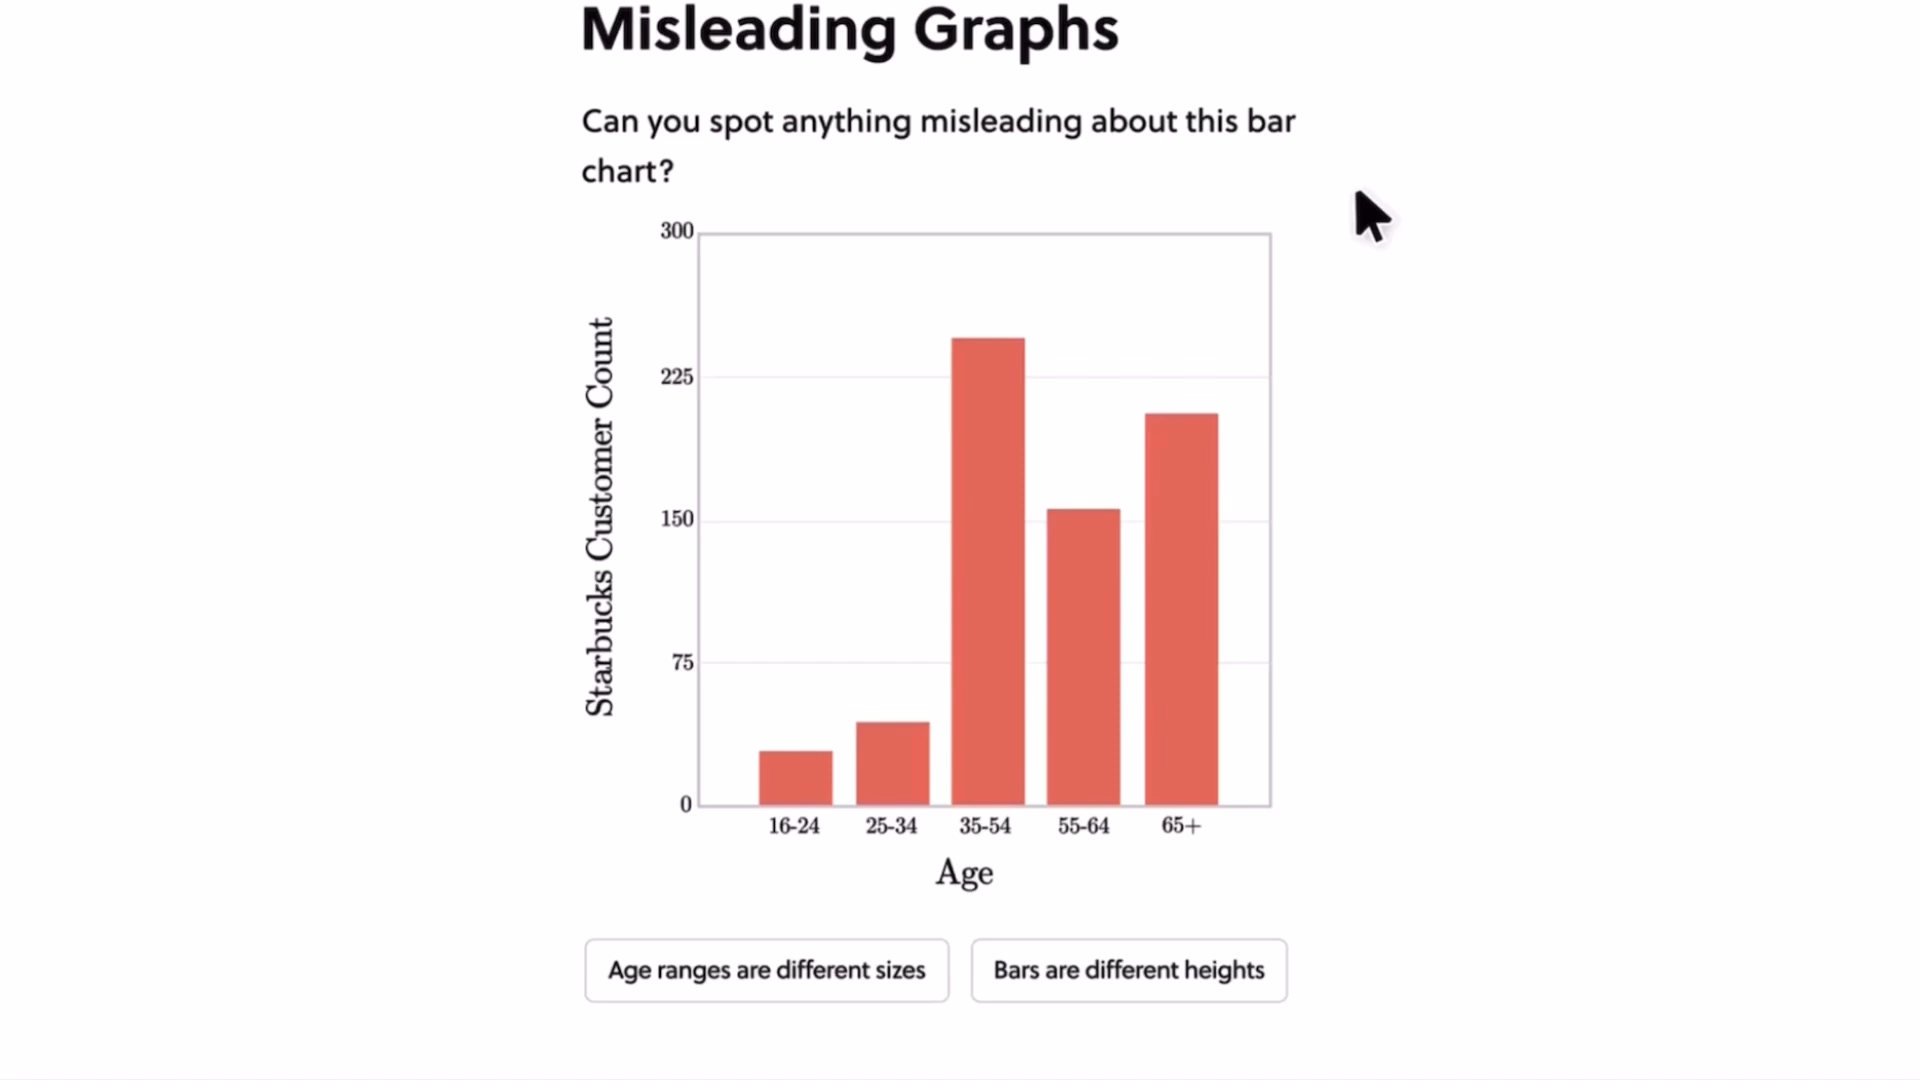 Misleading Graphs
Can you spot anything misleading about this bar
chart?
300
225
150
75
0
Starbucks Customer Count
16-24 25-34 35-54 55-64 65+
Age
Age ranges are different sizes
Bars are different heights